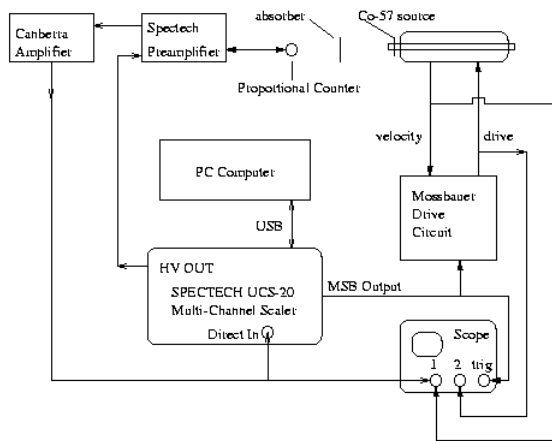 Canberra
Amplifier
Spectech
Preamplifier
absorber
Co-57 source
Proportional Counter
velocity
drive
PC Computer
Mossbauer
Drive
Circuit
USB
HV OUT
MSB Output
SPECTECH UCS-20
Multi-Channel Scaler
Direct In
Scope
1 2 trig